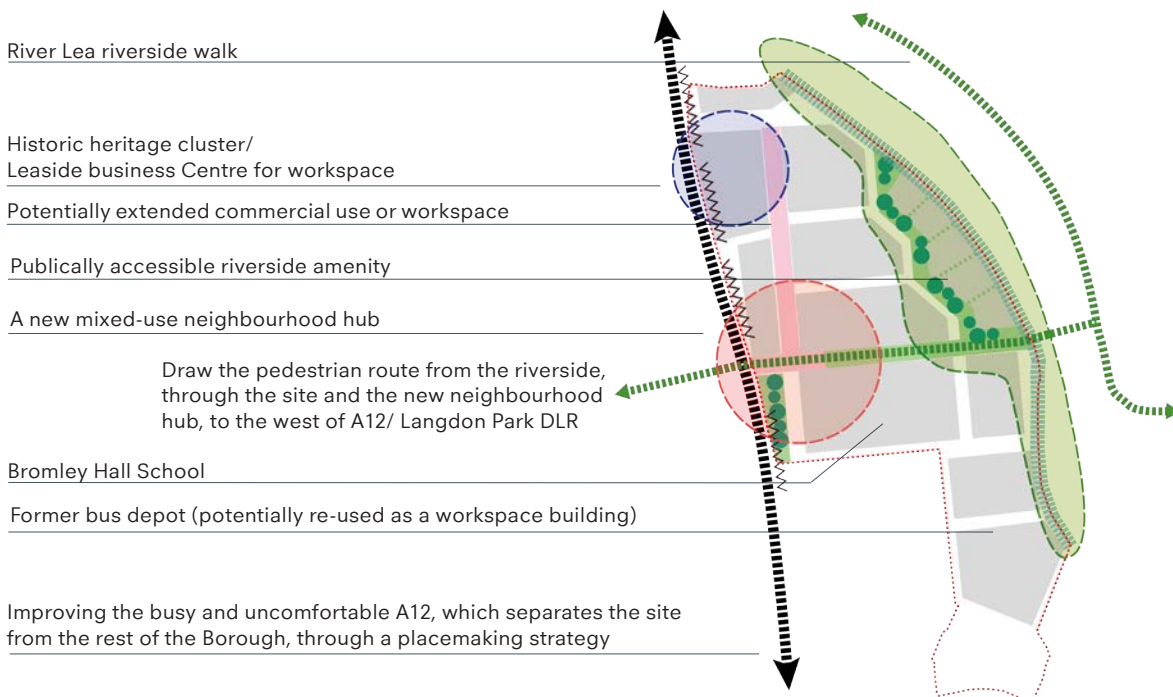 River Lea riverside walk
Historic heritage cluster/
Leaside business Centre for workspace
Potentially extended commercial use or workspace
Publically accessible riverside amenity
A new mixed-use neighbourhood hub
Draw the pedestrian route from the riverside,
through the site and the new neighbourhood
hub, to the west of A12/ Langdon Park DLR
Bromley Hall School
Former bus depot (potentially re-used as a workspace building)
Improving the busy and uncomfortable A12, which separates the site
from the rest of the Borough, through a placemaking strategy